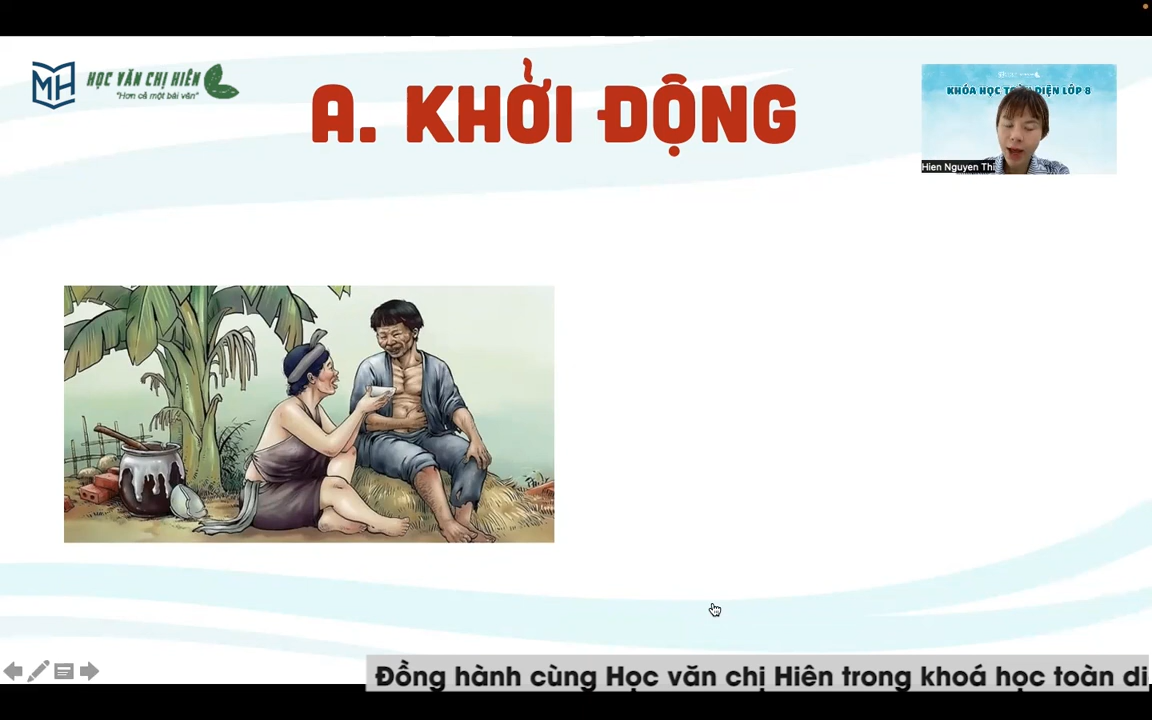 MH
HỌC VĂN CHỊ HIÊN
"Hơn cả một bài văn"
A. KHỞI ĐỘNG
KHÓA HỌC TOÀN DIỆN LỚP 8
Hien Nguyen Thi
Đồng hành cùng Học văn chị Hiên trong khoá học toàn di